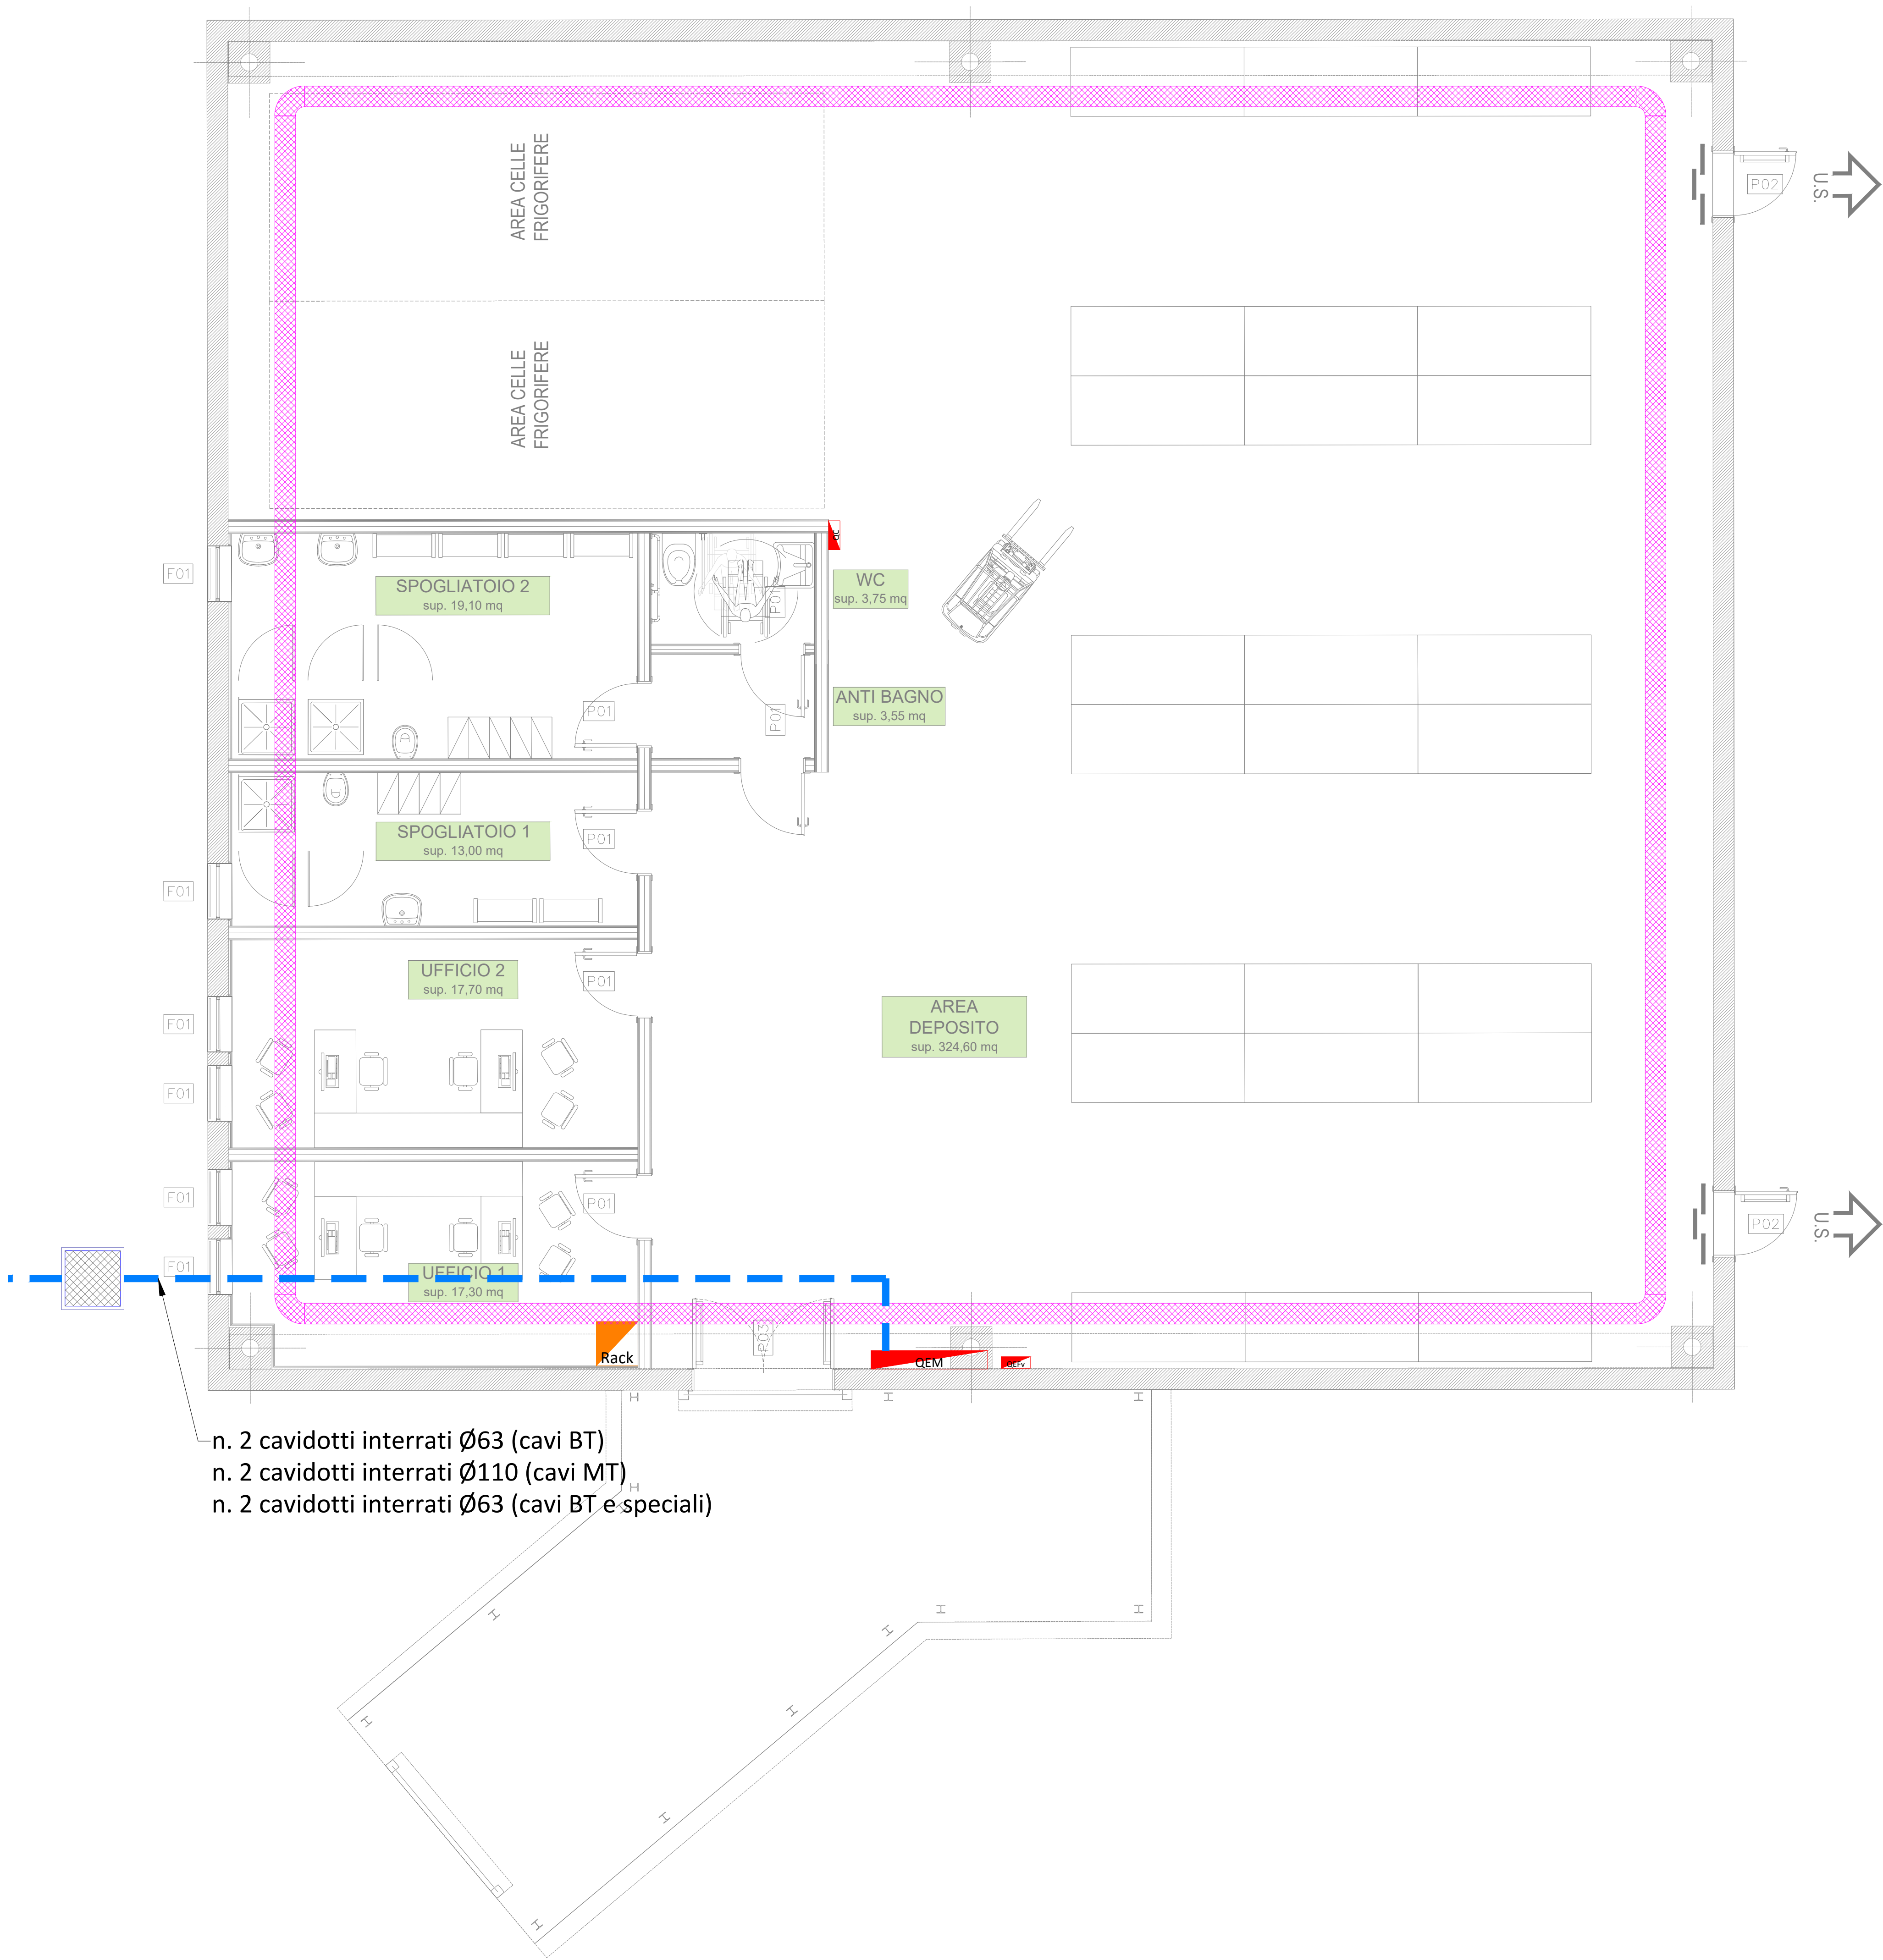 AREA CELLE
FRIGORIFERE
P02
U.S.
AREA CELLE
FRIGORIFERE
QC
F01
SPOGLIATOIO 2
sup. 19,10 mq
WC
sup. 3,75 mq
P01
P01
ANTI BAGNO
sup. 3,55 mq
P01
SPOGLIATOIO 1
sup. 13,00 mq
P01
F01
UFFICIO 2
sup. 17,70 mq
P01
F01
AREA
DEPOSITO
sup. 324,60 mq
F01
F01
P01
P02
U.S.
F01
UFFICIO 1
sup. 17,30 mq
P03
Rack
QEM
QEFV
n. 2 cavidotti interrati Ø63 (cavi BT)
n. 2 cavidotti interrati Ø110 (cavi MT)
n. 2 cavidotti interrati Ø63 (cavi BT e speciali)